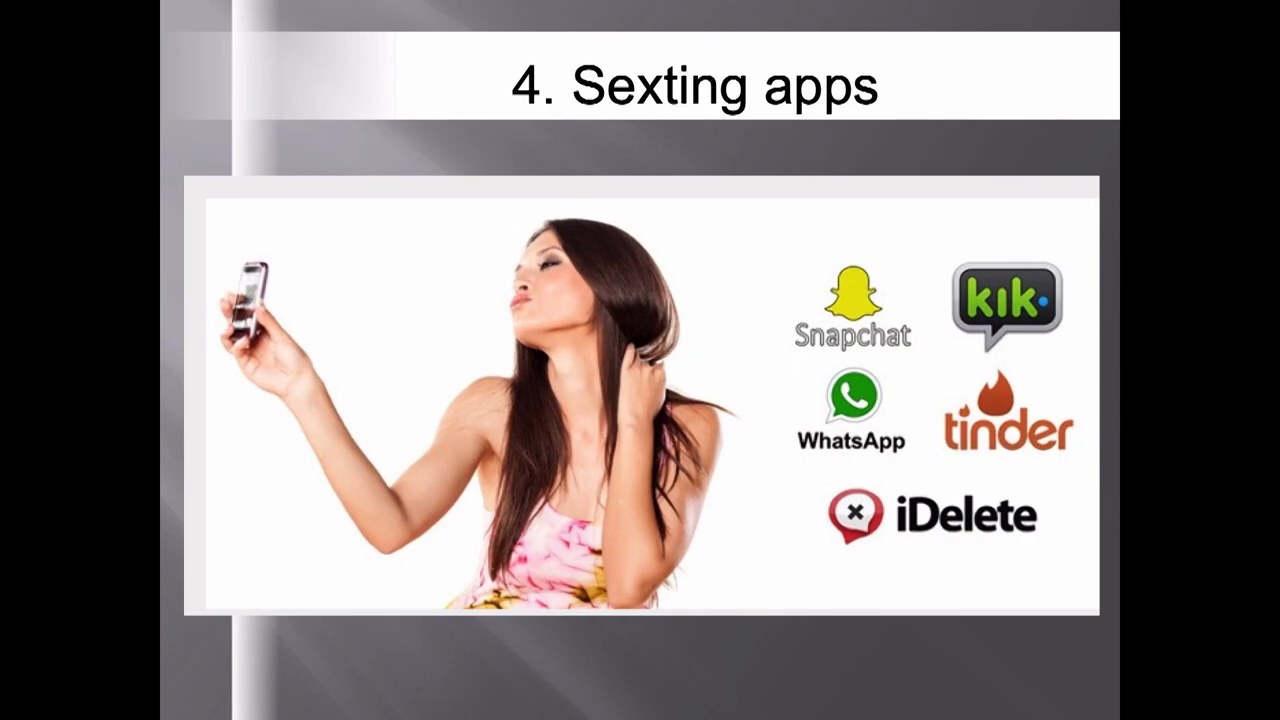 4. Sexting apps
Snapchat
kik
WhatsApp
tinder
iDelete